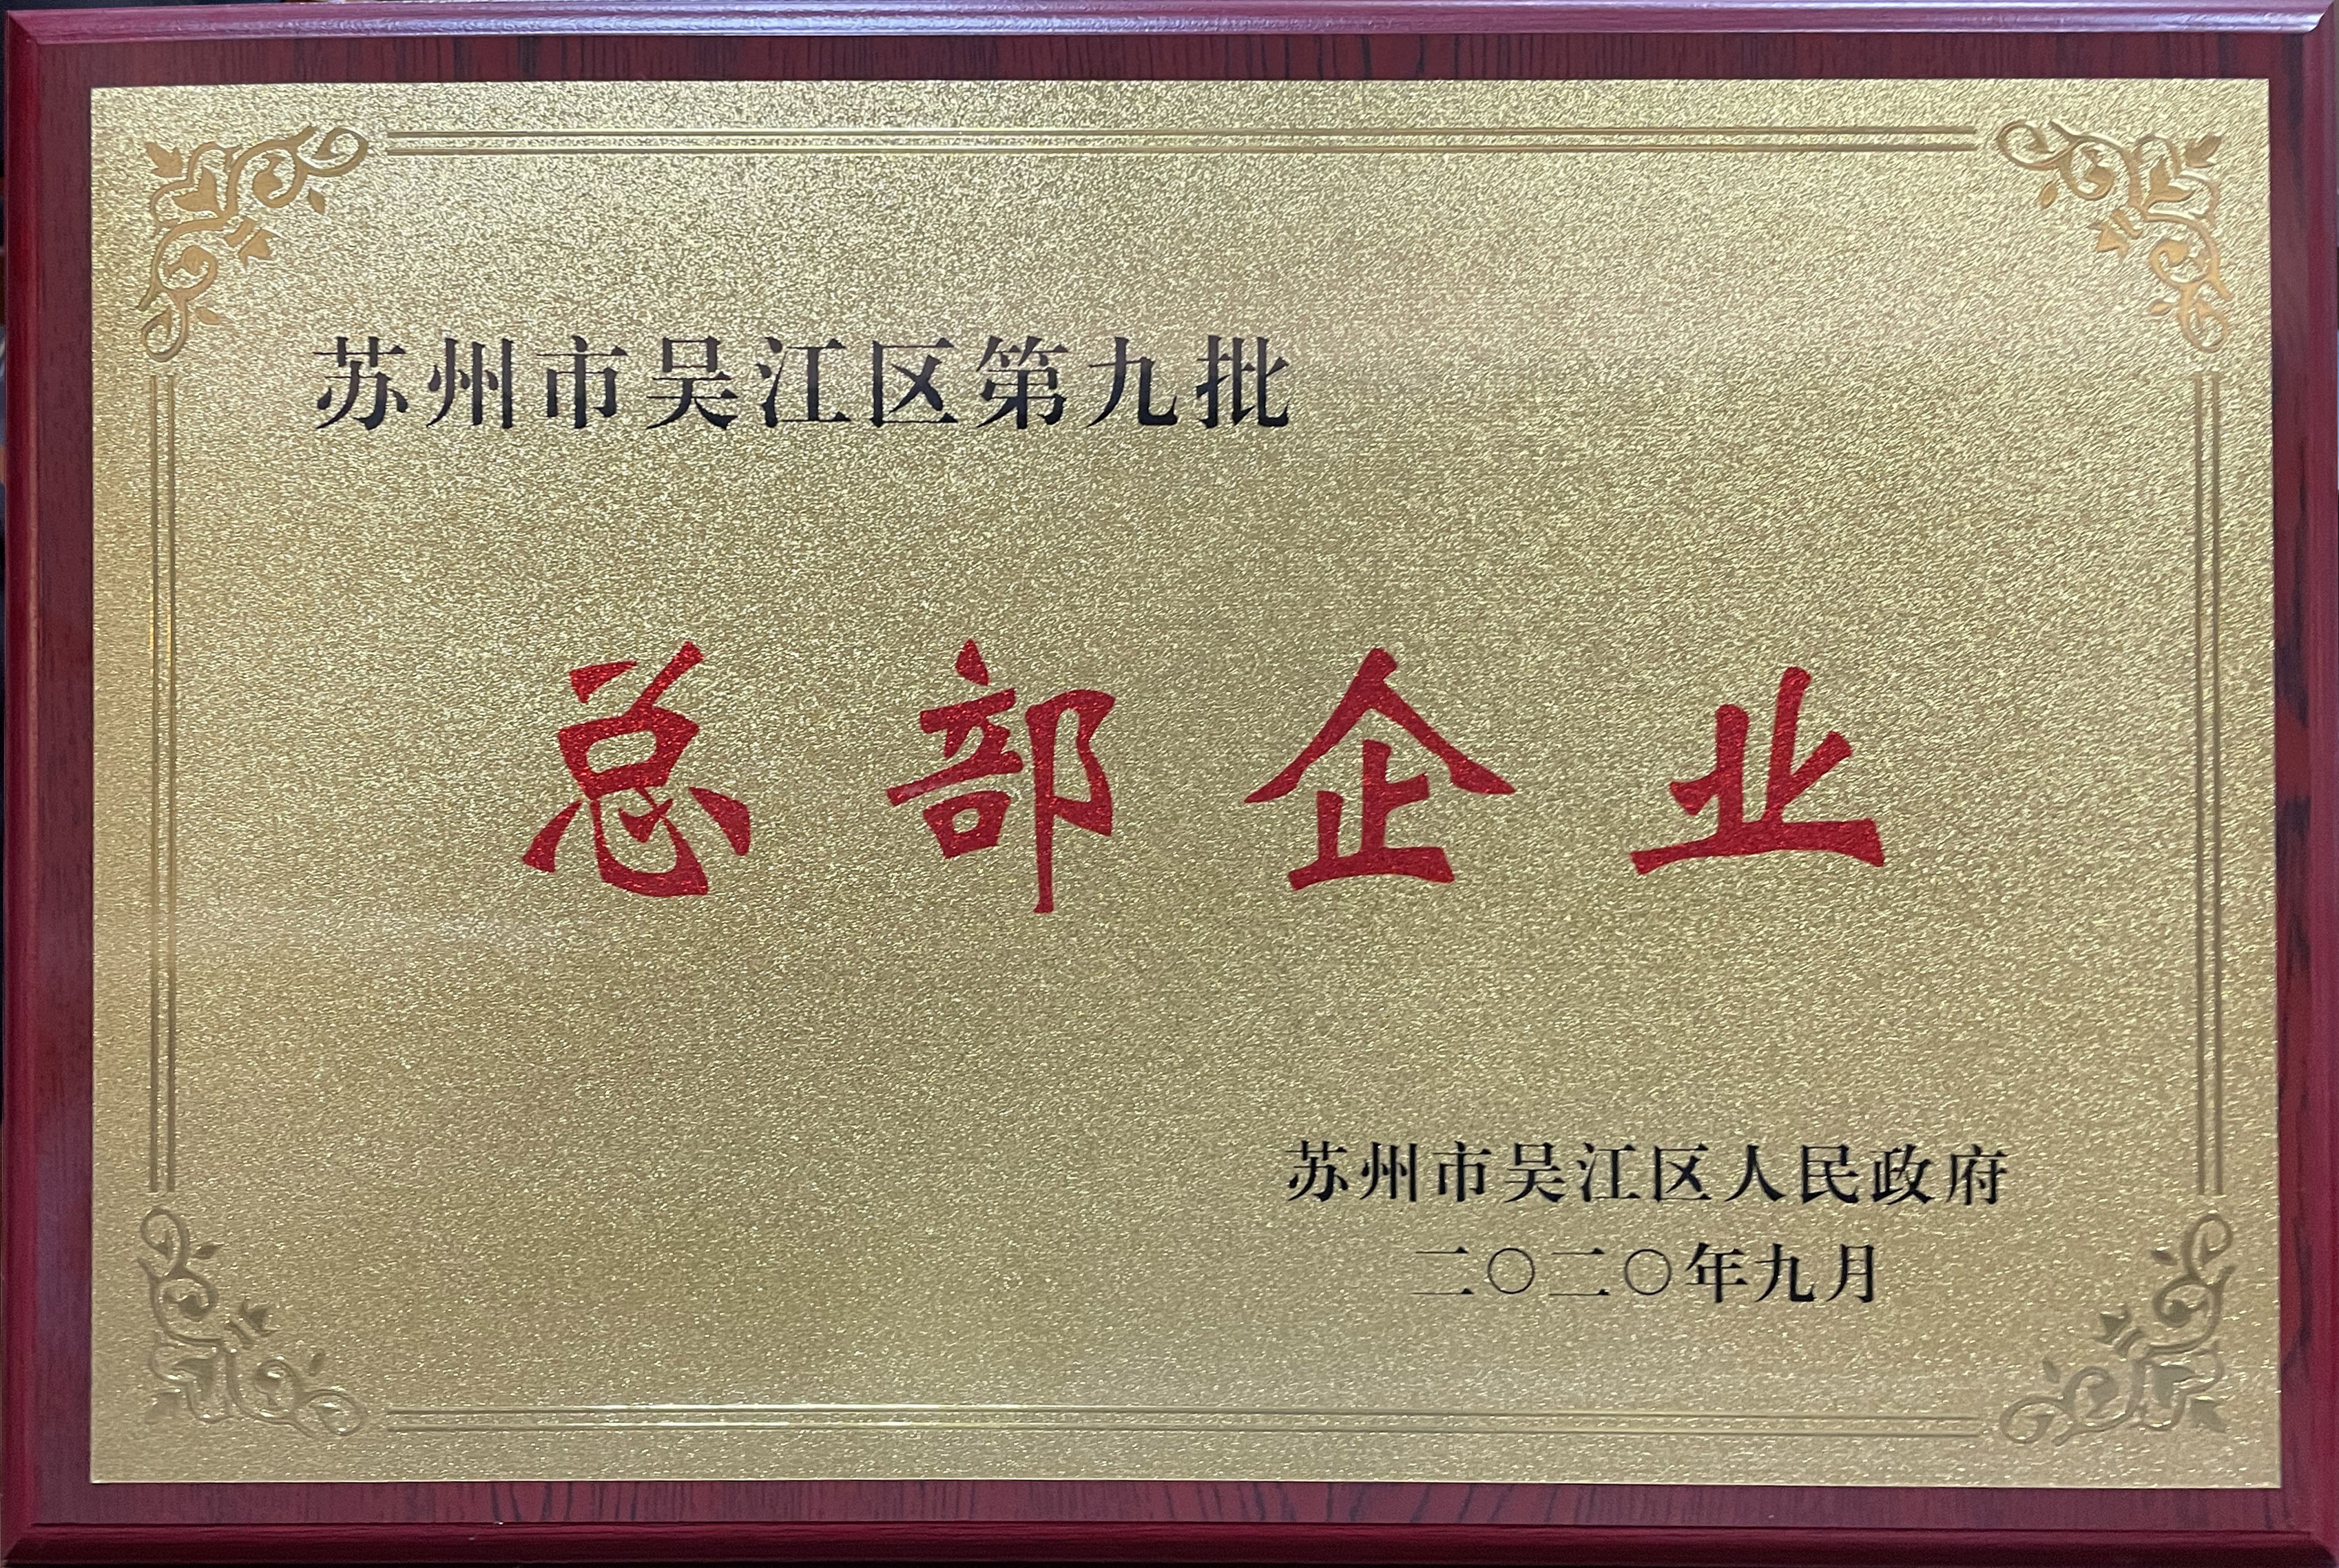 苏州市吴江区第九批
总部企业
苏州市吴江区人民政府
二〇二〇年九月